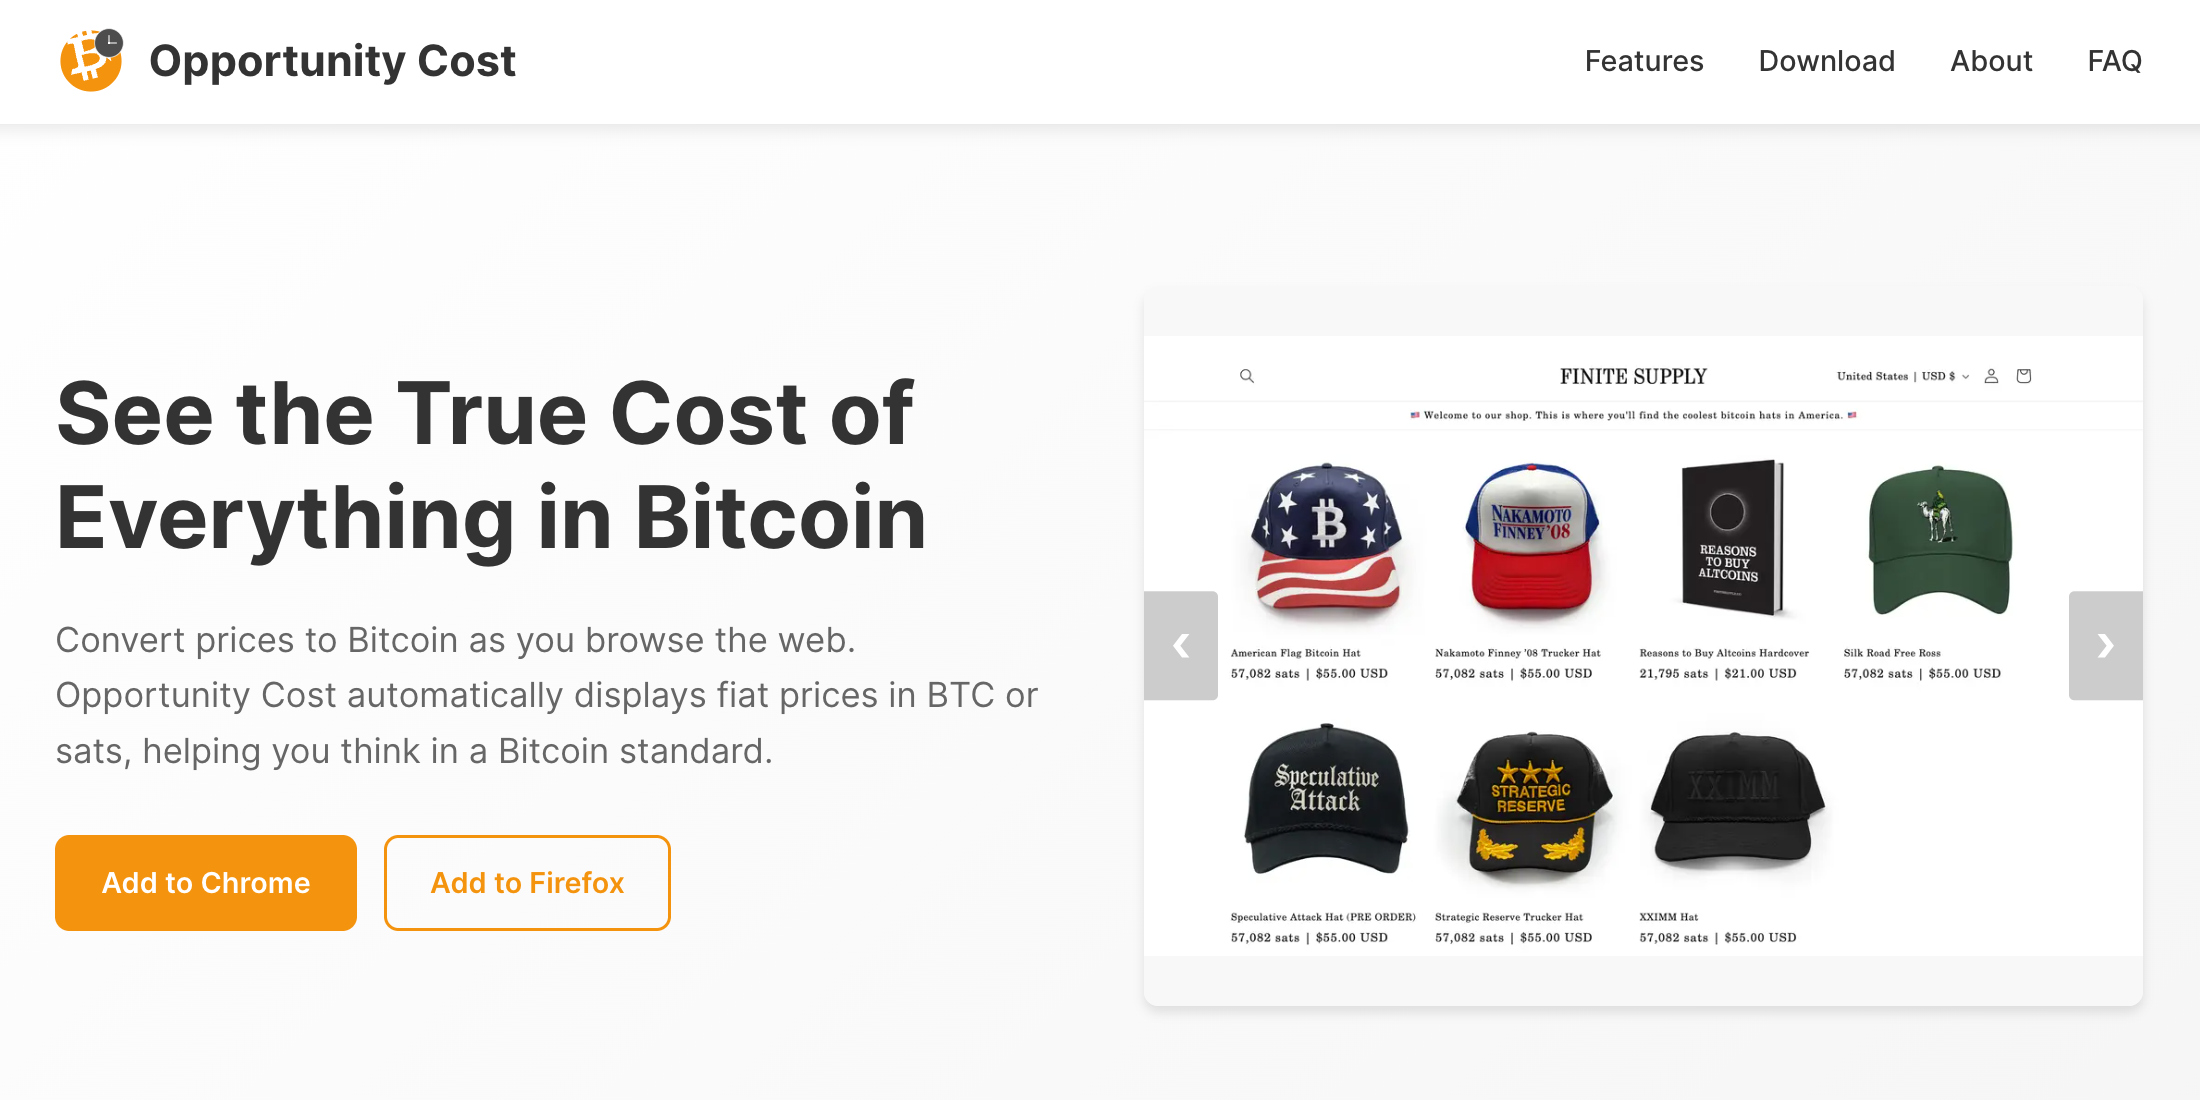 Opportunity Cost
Features
Download
About
FAQ
See the True Cost of
Everything in Bitcoin
Convert prices to Bitcoin as you browse the web.
Opportunity Cost automatically displays fiat prices in BTC or
sats, helping you think in a Bitcoin standard.
Add to Chrome
Add to Firefox
FINITE SUPPLY
United States | USD $
🇺🇸 Welcome to our shop. This is where you'll find the coolest bitcoin hats in America. 🇺🇸
NAKAMOTO
FINNEY '08
REASONS
TO BUY
ALTCOINS
American Flag Bitcoin Hat
57,082 sats | $55.00 USD
Nakamoto Finney '08 Trucker Hat
57,082 sats | $55.00 USD
Reasons to Buy Altcoins Hardcover
21,795 sats | $21.00 USD
Silk Road Free Ross
57,082 sats | $55.00 USD
Speculative
Attack
STRATEGIC
RESERVE
XXIMM
Speculative Attack Hat (PRE ORDER)
57,082 sats | $55.00 USD
Strategic Reserve Trucker Hat
57,082 sats | $55.00 USD
XXIMM Hat
57,082 sats | $55.00 USD